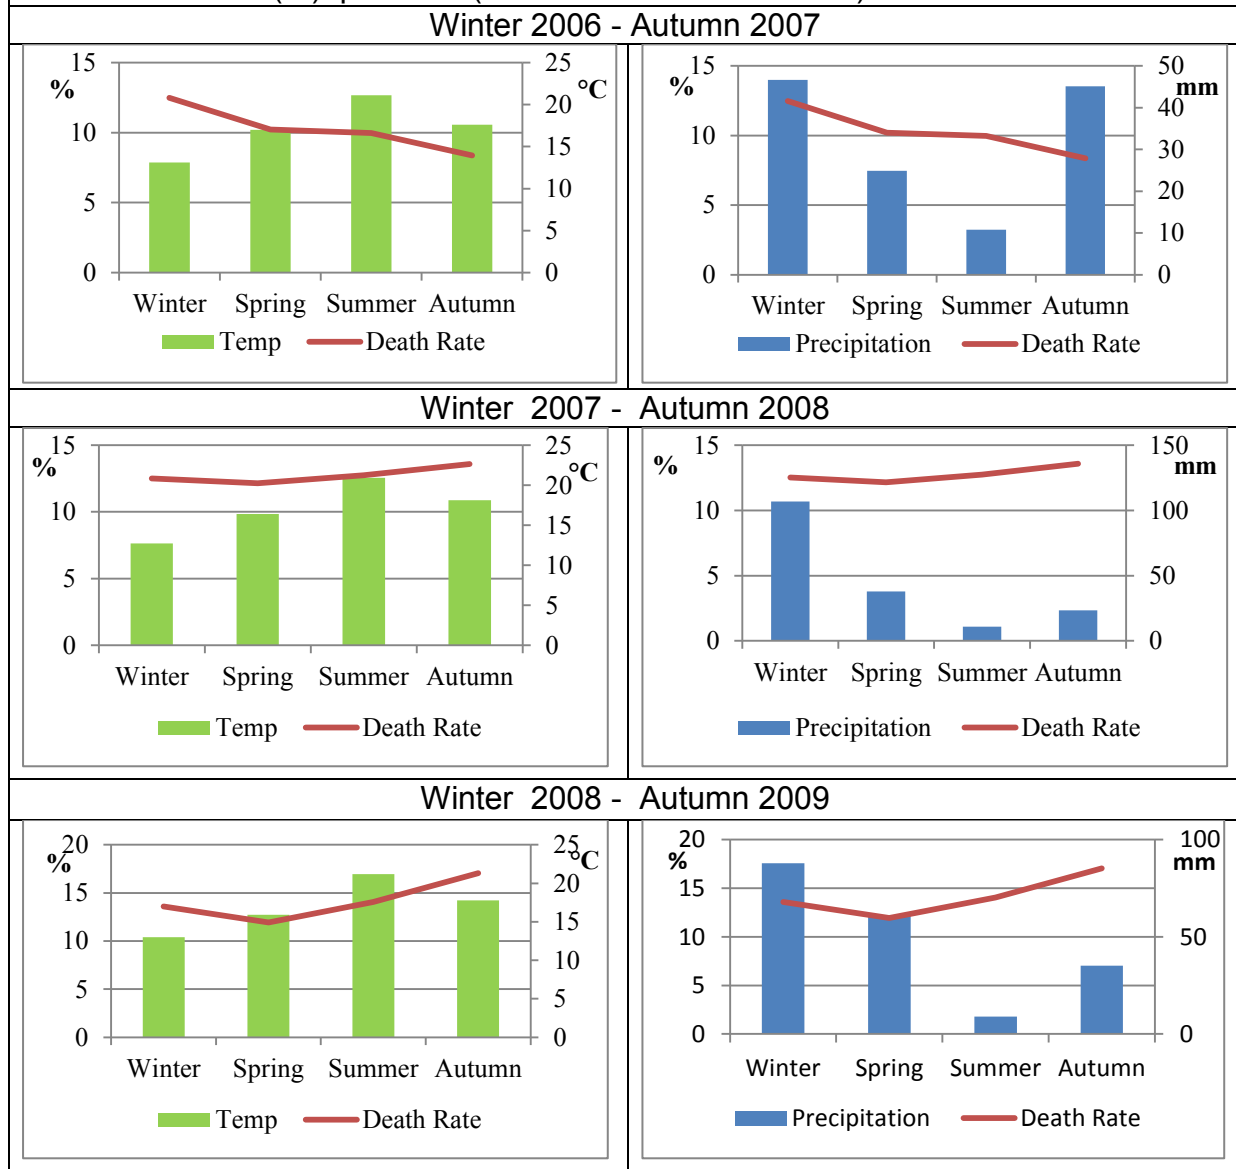 Winter 2006 - Autumn 2007
15 % 10 5 0
25 °C 20 15 10 5 0
Winter Spring Summer Autumn
Temp Death Rate
15 % 10 5 0
50 mm 40 30 20 10 0
Winter Spring Summer Autumn
Precipitation Death Rate
Winter 2007 - Autumn 2008
15 % 10 5 0
25 °C 20 15 10 5 0
Winter Spring Summer Autumn
Temp Death Rate
15 % 10 5 0
150 mm 100 50 0
Winter Spring Summer Autumn
Precipitation Death Rate
Winter 2008 - Autumn 2009
20 % 15 10 5 0
25 °C 20 15 10 5 0
Winter Spring Summer Autumn
Temp Death Rate
20 % 15 10 5 0
100 mm 50 0
Winter Spring Summer Autumn
Precipitation Death Rate